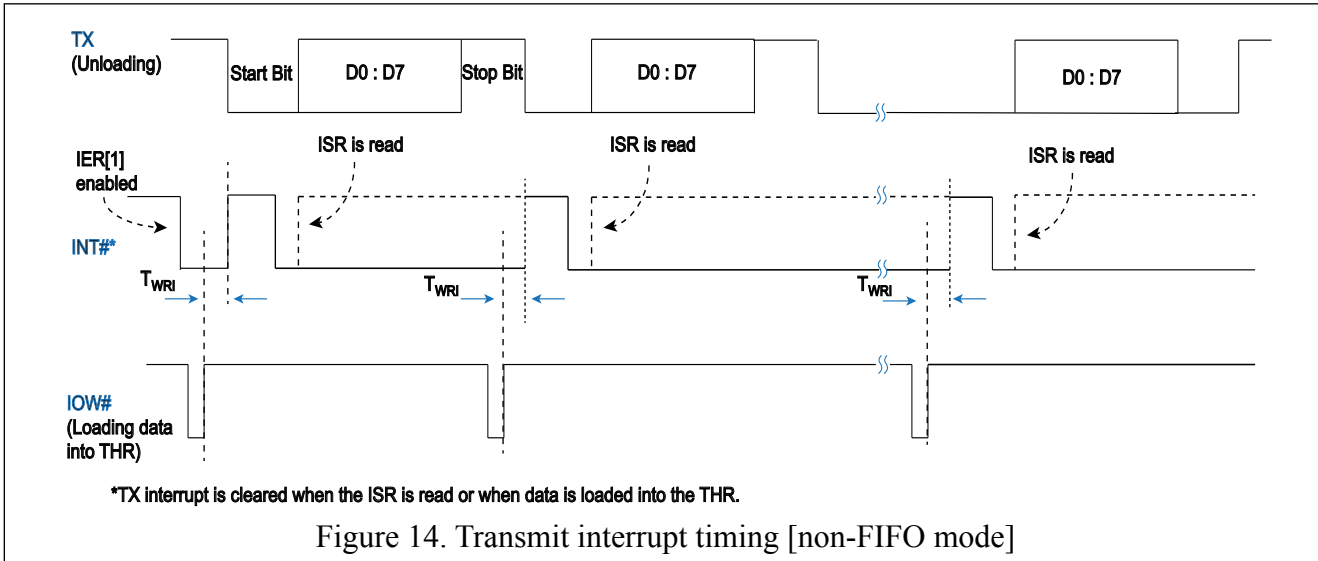 TX
(Unloading)
Start Bit
D0 : D7
Stop Bit
D0 : D7
D0 : D7
IER[1]
enabled
ISR is read
ISR is read
ISR is read
INT#*
TWRI
TWRI
TWRI
IOW#
(Loading data
into THR)
*TX interrupt is cleared when the ISR is read or when data is loaded into the THR.
Figure 14. Transmit interrupt timing [non-FIFO mode]